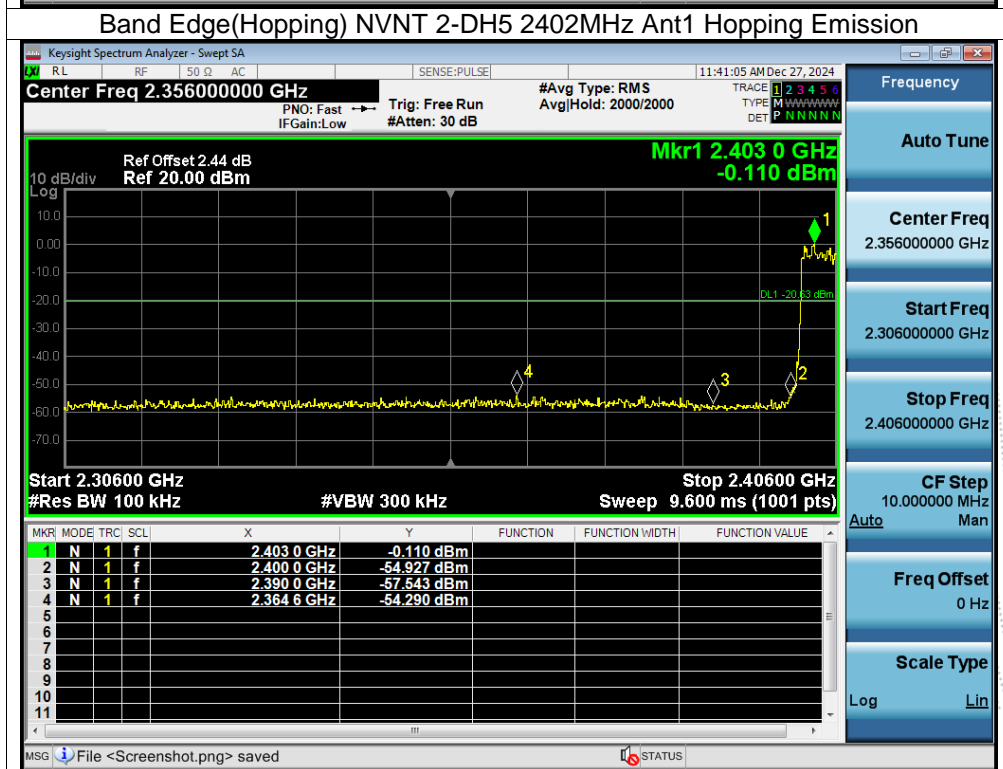 Band Edge(Hopping) NVNT 2-DH5 2402MHz Ant1 Hopping Emission
Keysight Spectrum Analyzer - Swept SA
LXI RL RF 50 Ω AC SENSE:PULSE 11:41:05 AM Dec 27, 2024
Center Freq 2.356000000 GHz #Avg Type: RMS TRACE 1 2 3 4 5 6
PNO: Fast Trig: Free Run Avg|Hold: 2000/2000 TYPE M WWWWW
IFGain:Low #Atten: 30 dB DET P N N N N N
Ref Offset 2.44 dB Mkr1 2.403 0 GHz
10 dB/div Ref 20.00 dBm -0.110 dBm
Log
10.0
1
0.00
-10.0
-20.0 DL1 -20.63 dBm
-30.0
-40.0
4 3 2
-50.0
-60.0
-70.0
Start 2.30600 GHz Stop 2.40600 GHz
#Res BW 100 kHz #VBW 300 kHz Sweep 9.600 ms (1001 pts)
MKR MODE TRC SCL X Y FUNCTION FUNCTION WIDTH FUNCTION VALUE
1 N 1 f 2.403 0 GHz -0.110 dBm
2 N 1 f 2.400 0 GHz -54.927 dBm
3 N 1 f 2.390 0 GHz -57.543 dBm
4 N 1 f 2.364 6 GHz -54.290 dBm
5
6
7
8
9
10
11
MSG File <Screenshot.png> saved STATUS
Frequency
Auto Tune
Center Freq
2.356000000 GHz
Start Freq
2.306000000 GHz
Stop Freq
2.406000000 GHz
CF Step
10.000000 MHz
Auto Man
Freq Offset
0 Hz
Scale Type
Log Lin